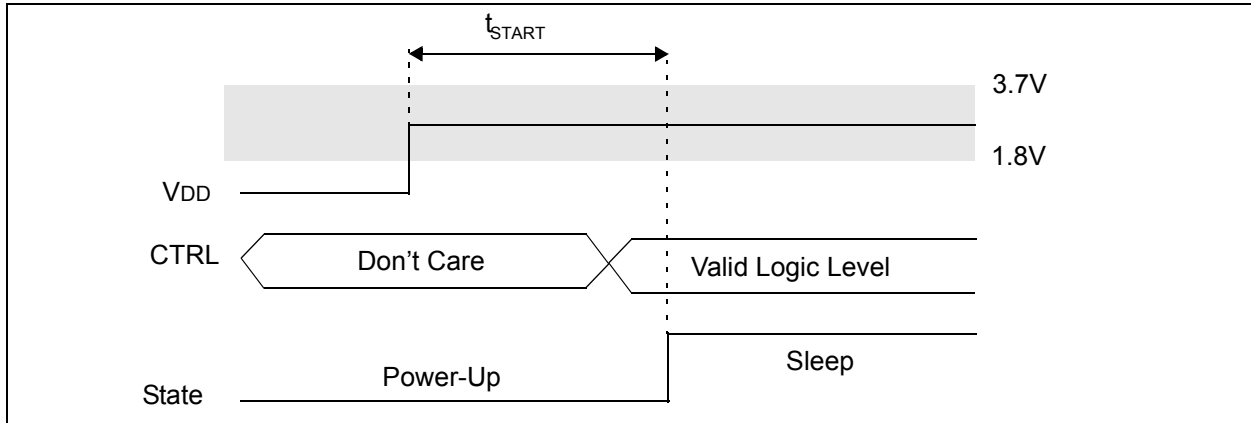 tSTART
3.7V
1.8V
VDD
CTRL
Don't Care
Valid Logic Level
Sleep
Power-Up
State